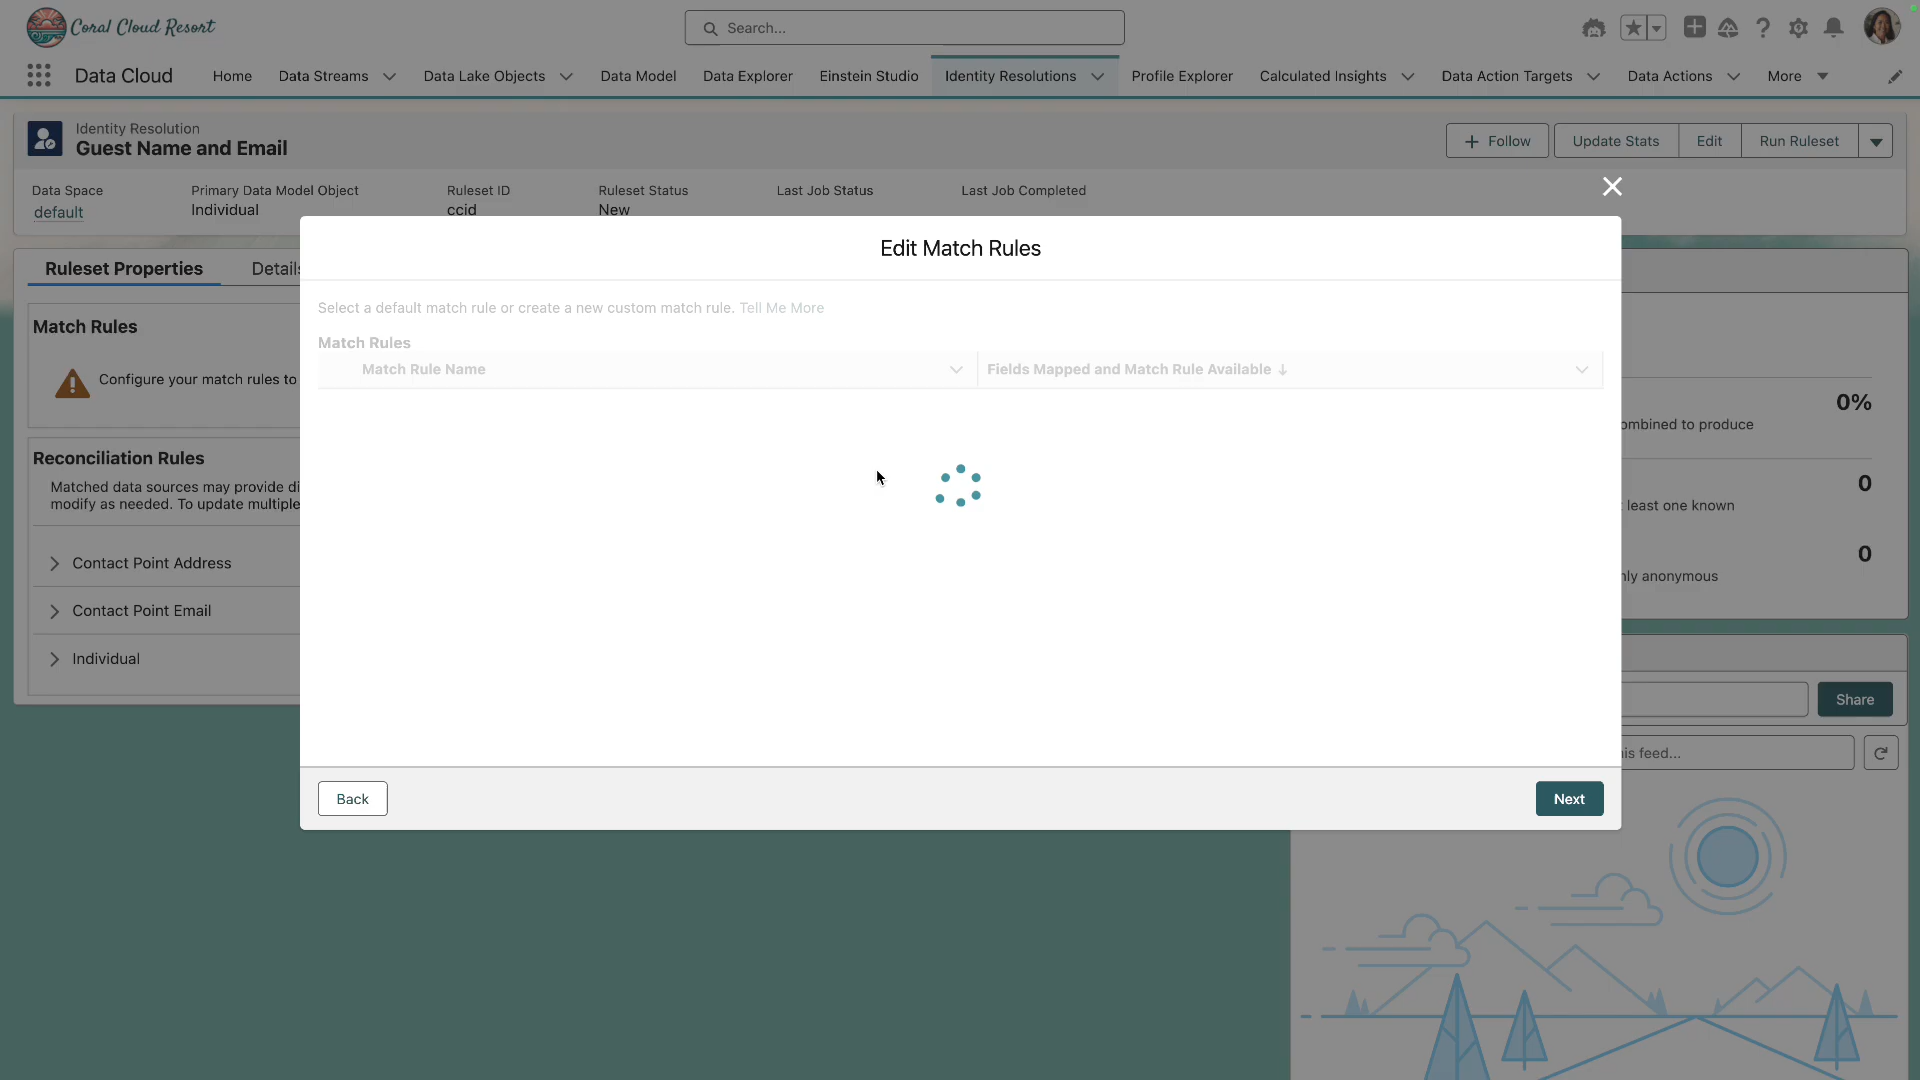 Coral Cloud Resort
Search...
Data Cloud
Home
Data Streams
Data Lake Objects
Data Model
Data Explorer
Einstein Studio
Identity Resolutions
Profile Explorer
Calculated Insights
Data Action Targets
Data Actions
More
Identity Resolution
Guest Name and Email
Follow
Update Stats
Edit
Run Ruleset
Data Space
Primary Data Model Object
Ruleset ID
Ruleset Status
Last Job Status
Last Job Completed
default
Individual
ccid
New
Edit Match Rules
Ruleset Properties
Details
Select a default match rule or create a new custom match rule. Tell Me More
Match Rules
Match Rules
Match Rule Name
Fields Mapped and Match Rule Available
Configure your match rules to
0%
ombined to produce
Reconciliation Rules
Matched data sources may provide di
modify as needed. To update multiple
0
least one known
Contact Point Address
0
nly anonymous
Contact Point Email
Individual
Share
his feed...
Back
Next